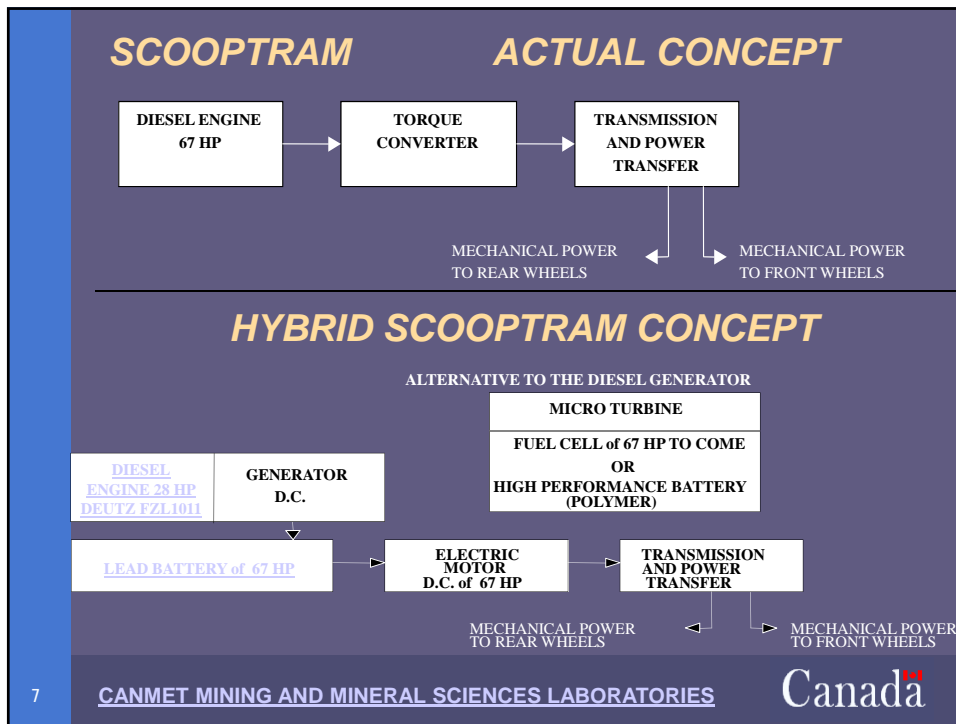 SCOOPTRAM ACTUAL CONCEPT
DIESEL ENGINE
67 HP
TORQUE
CONVERTER
TRANSMISSION
AND POWER
TRANSFER
MECHANICAL POWER
TO REAR WHEELS
MECHANICAL POWER
TO FRONT WHEELS
HYBRID SCOOPTRAM CONCEPT
ALTERNATIVE TO THE DIESEL GENERATOR
MICRO TURBINE
FUEL CELL of 67 HP TO COME
OR
HIGH PERFORMANCE BATTERY
(POLYMER)
DIESEL
ENGINE 28 HP
DEUTZ FZL1011
GENERATOR
D.C.
LEAD BATTERY of 67 HP
ELECTRIC
MOTOR
D.C. of 67 HP
TRANSMISSION
AND POWER
TRANSFER
MECHANICAL POWER
TO REAR WHEELS
MECHANICAL POWER
TO FRONT WHEELS
7
CANMET MINING AND MINERAL SCIENCES LABORATORIES
Canada